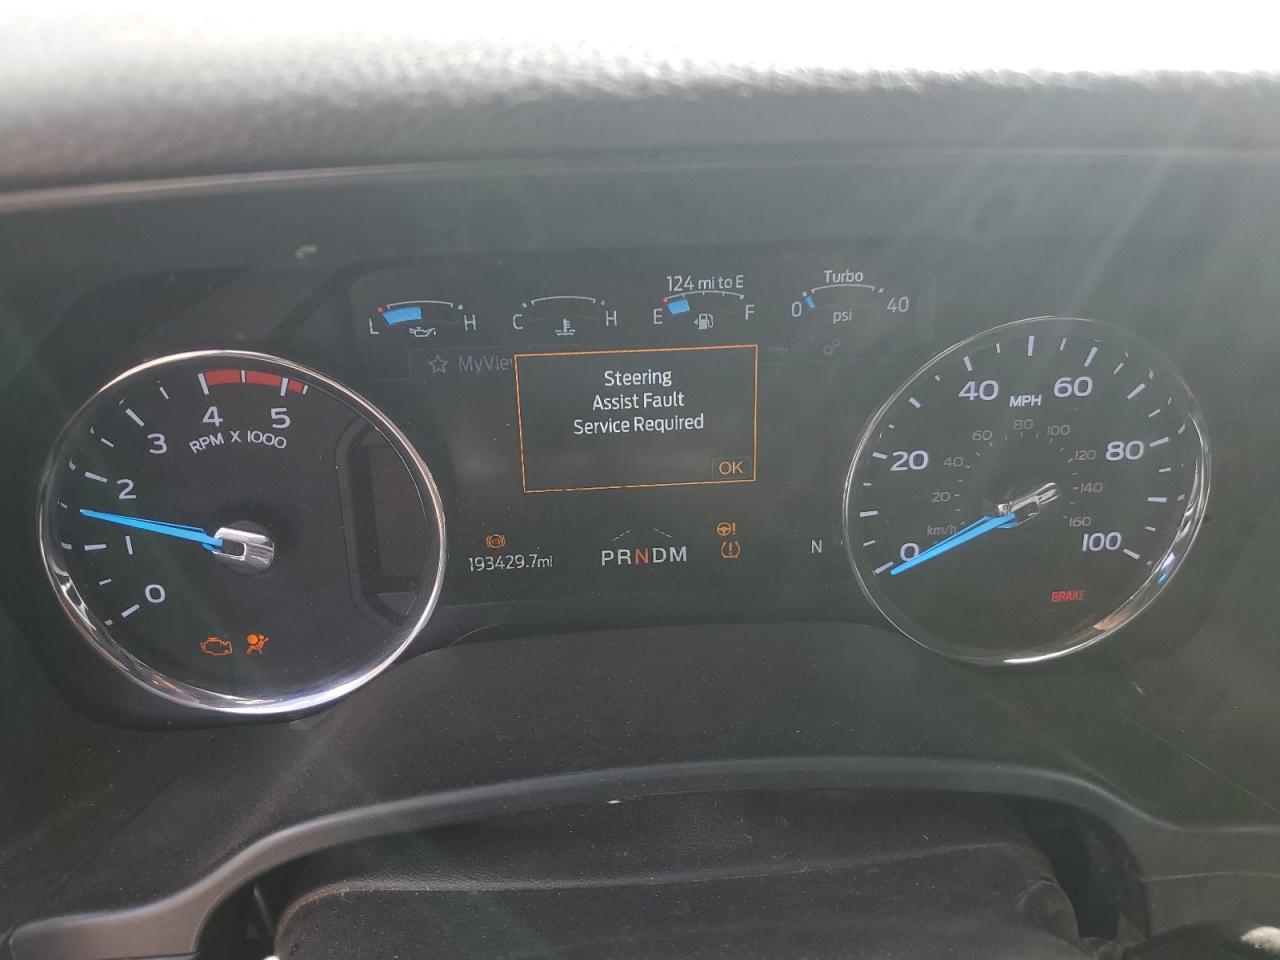 124 mi to E
Turbo
L H
C H
E F
0 40
psi
MyVie
Steering
Assist Fault
Service Required
OK
0 1 2 3 4 5
RPM X 1000
193429.7mi
PRNDM
N
0 20 40 60 80 100
MPH
20 40 60 80 100 120 140 160
km/h
BRAKE